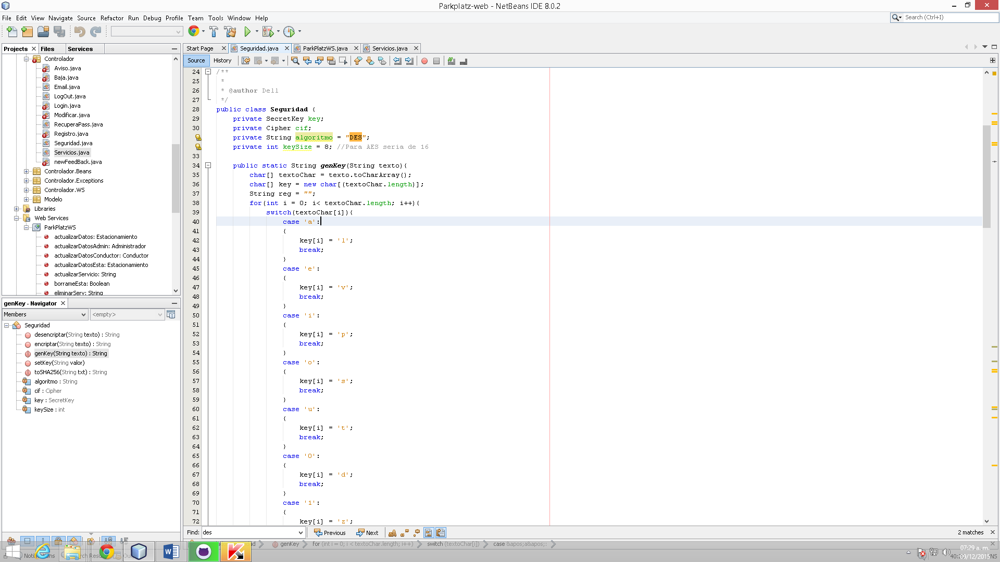 Parkplatz-web - NetBeans IDE 8.0.2
File Edit View Navigate Source Refactor Run Debug Profile Team Tools Window Help
Search (Ctrl+I)
Projects Files Services
Controlador
Aviso.java
Baja.java
Email.java
LogOut.java
Login.java
Modificar.java
RecuperaPass.java
Registro.java
Seguridad.java
Servicios.java
newFeedBack.java
Controlador.Beans
Controlador.Exceptions
Controlador.WS
Modelo
Libraries
Web Services
ParkPlatzWS
actualizarDatos: Estacionamiento
actualizarDatosAdmin: Administrador
actualizarDatosConductor: Conductor
actualizarDatosEsta: Estacionamiento
actualizarServicio: String
borrameEsta: Boolean
eliminarServ: String
genKey - Navigator
Members
<empty>
Seguridad
desencriptar(String texto) : String
encriptar(String texto) : String
genKey(String texto) : String
setKey(String valor)
toSHA256(String txt) : String
algoritmo : String
cif : Cipher
key : SecretKey
keySize : int
Start Page Seguridad.java ParkPlatzWS.java Servicios.java
Source History
24 /**
25 *
26 * @author Dell
27 */
28 public class Seguridad {
29 private SecretKey key;
30 private Cipher cif;
private String algoritmo = "DES";
private int keySize = 8; //Para AES seria de 16
33
34 public static String genKey(String texto){
35 char[] textoChar = texto.toCharArray();
36 char[] key = new char[(textoChar.length)];
37 String reg = "";
38 for(int i = 0; i< textoChar.length; i++){
39 switch(textoChar[i]){
40 case 'a':
41 {
42 key[i] = 'l';
43 break;
44 }
45 case 'e':
46 {
47 key[i] = 'v';
48 break;
49 }
50 case 'i':
51 {
52 key[i] = 'p';
53 break;
54 }
55 case 'o':
56 {
57 key[i] = 's';
58 break;
59 }
60 case 'u':
61 {
62 key[i] = 't';
63 break;
64 }
65 case '0':
66 {
67 key[i] = 'd';
68 break;
69 }
70 case '1':
71 {
72 key[i] = 'z';
Find: des Previous Next 2 matches
genKey for (int i = 0; i < textoChar.length; i++) switch (textoChar[i]) case &apos;a&apos;:
07:29 a. m.